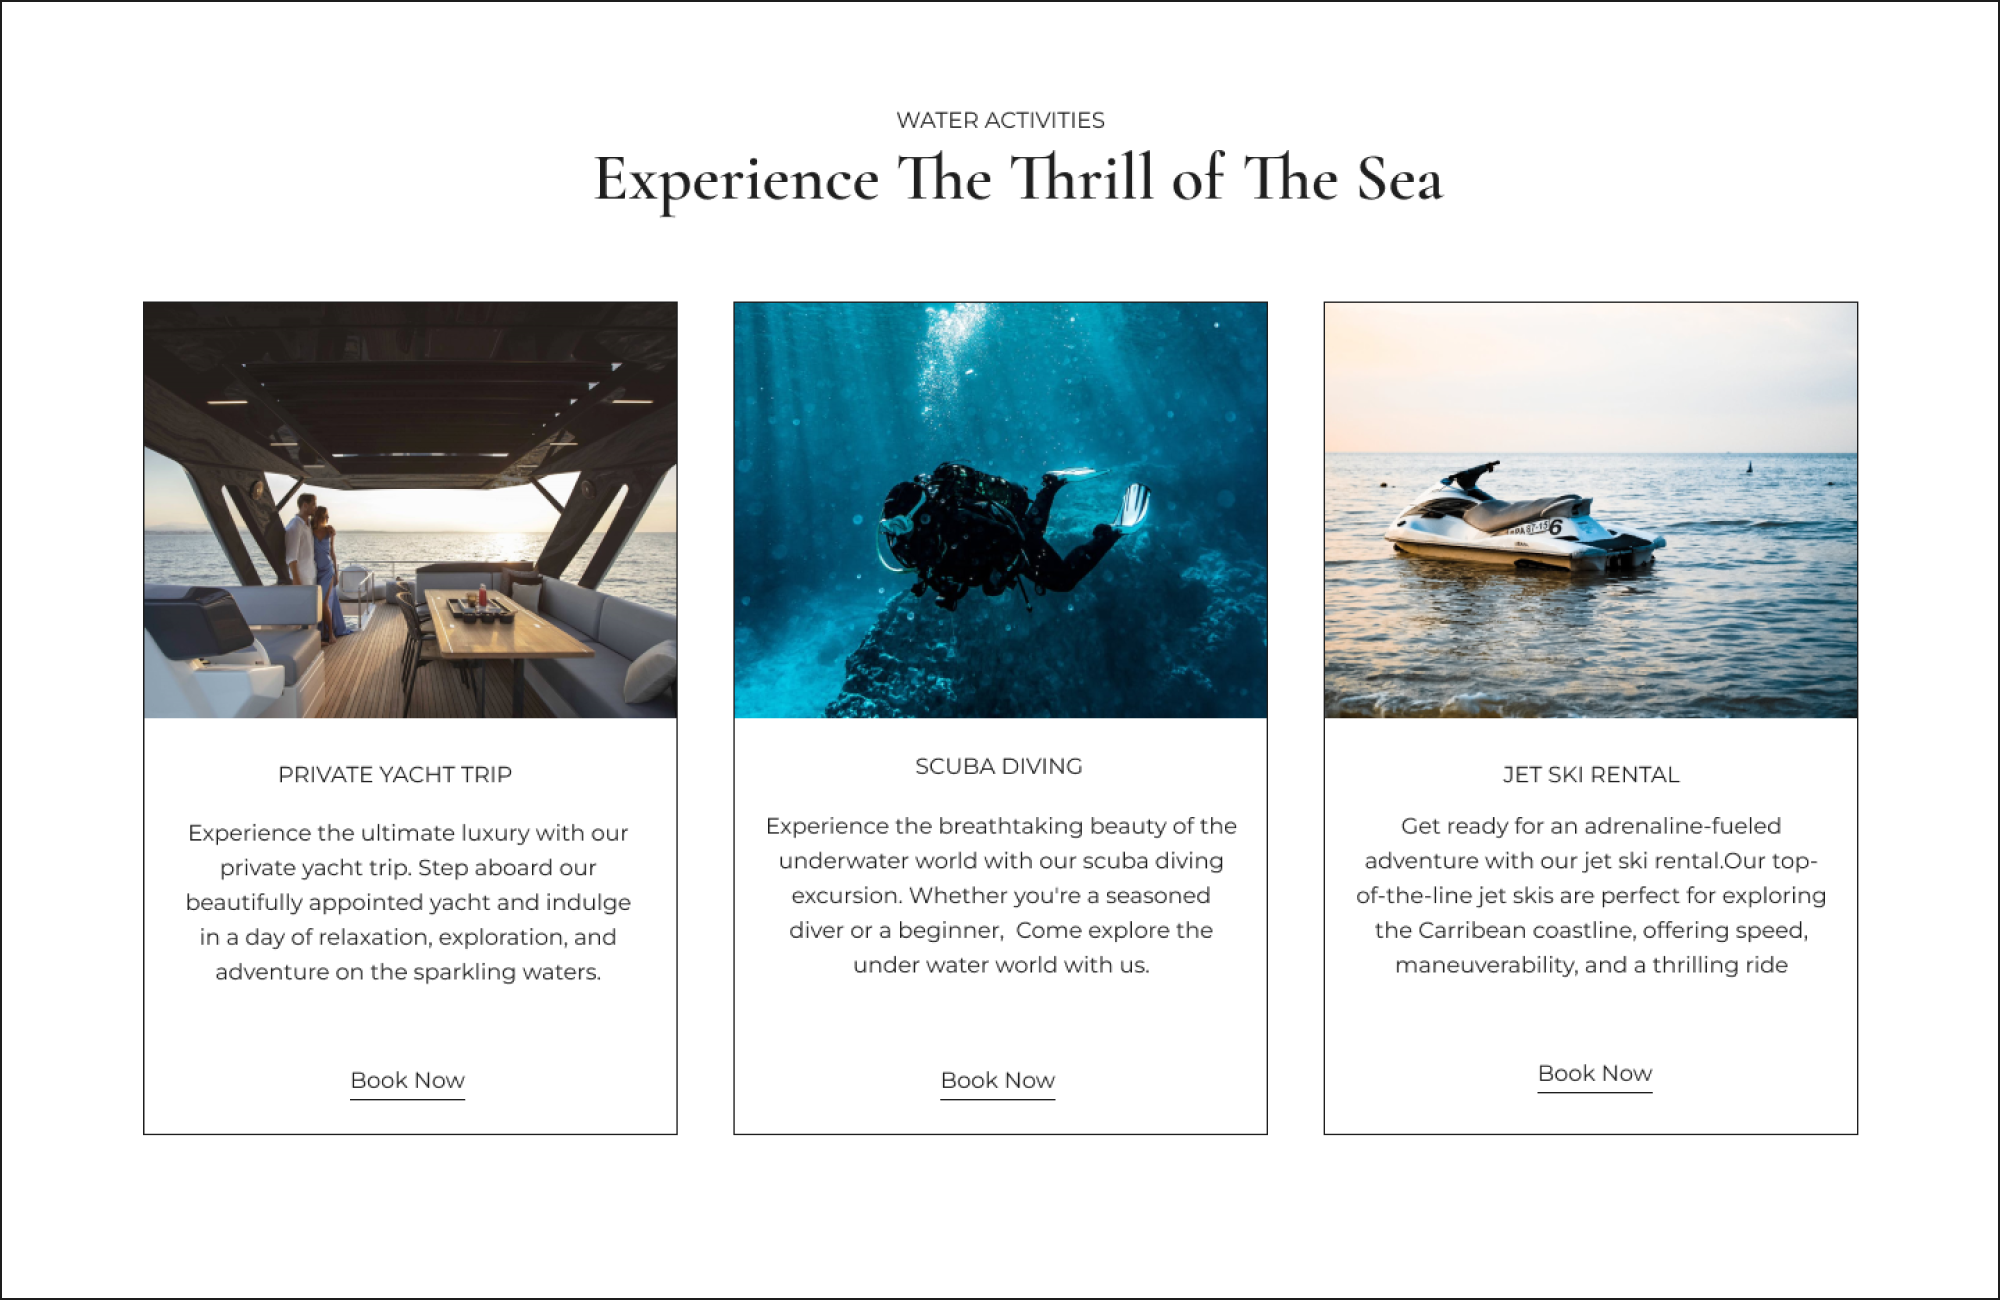 WATER ACTIVITIES
Experience The Thrill of The Sea
PRIVATE YACHT TRIP
Experience the ultimate luxury with our
private yacht trip. Step aboard our
beautifully appointed yacht and indulge
in a day of relaxation, exploration, and
adventure on the sparkling waters.
Book Now
SCUBA DIVING
Experience the breathtaking beauty of the
underwater world with our scuba diving
excursion. Whether you're a seasoned
diver or a beginner,  Come explore the
under water world with us.
Book Now
6
JET SKI RENTAL
Get ready for an adrenaline-fueled
adventure with our jet ski rental.Our top-
of-the-line jet skis are perfect for exploring
the Carribean coastline, offering speed,
maneuverability, and a thrilling ride
Book Now